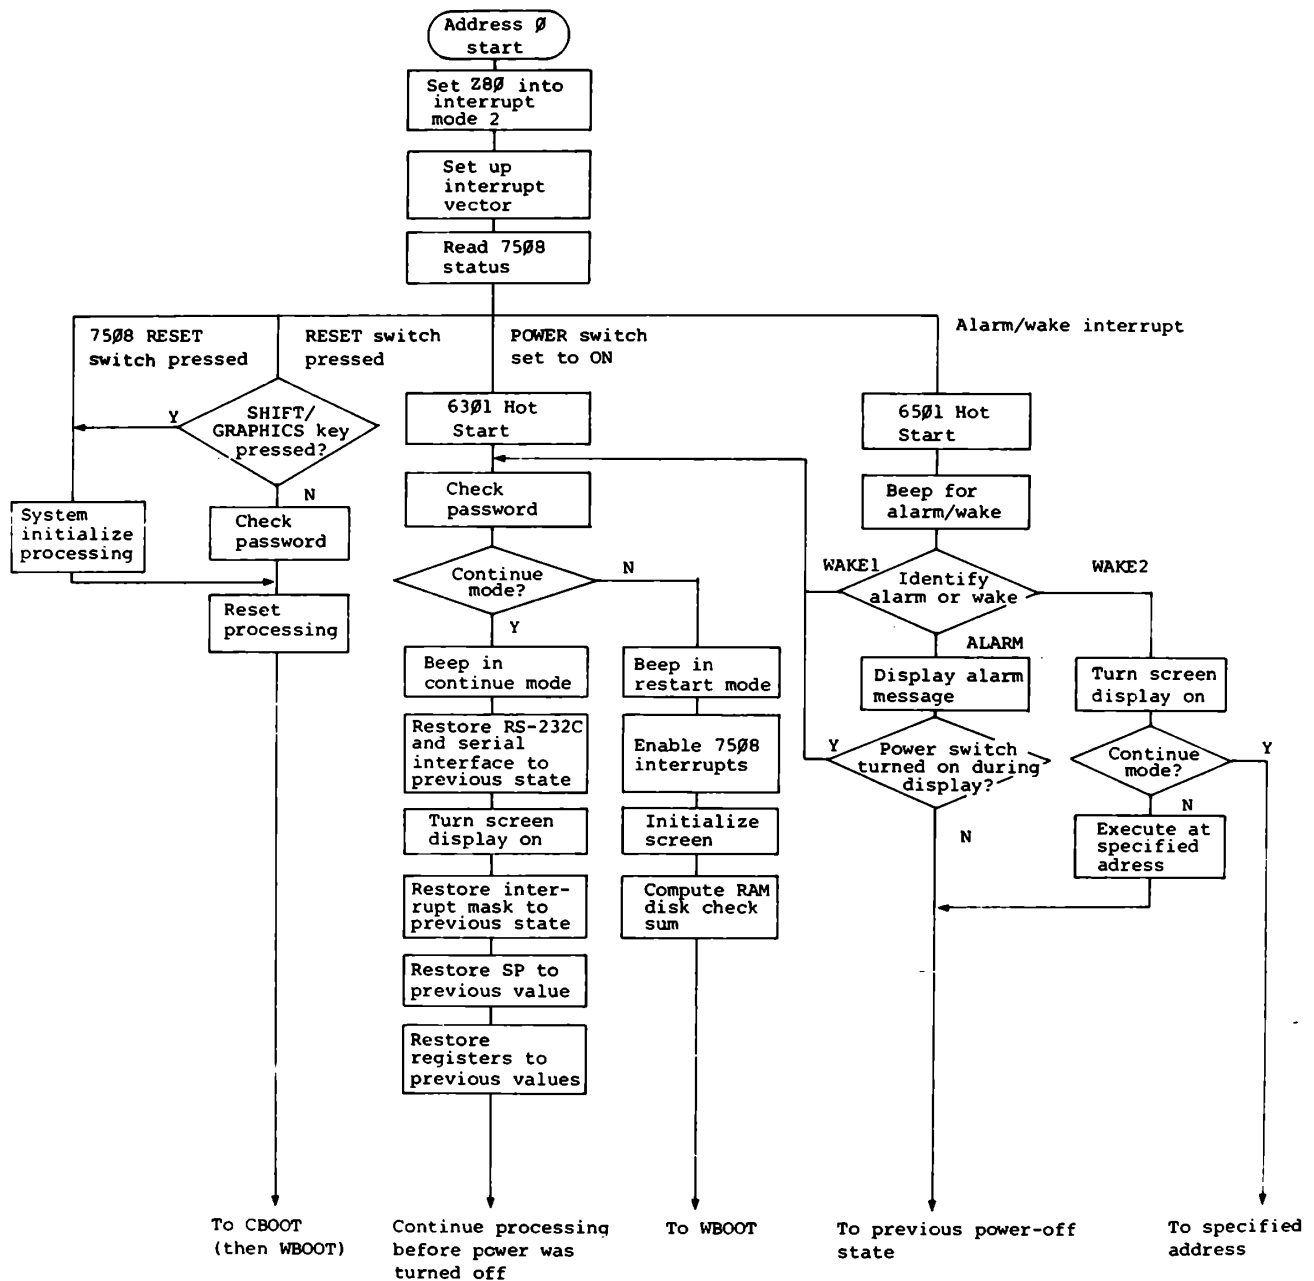 Address 0
start
Set Z80 into
interrupt
mode 2
Set up
interrupt
vector
Read 7508
status
7508 RESET
switch pressed
RESET switch
pressed
POWER switch
set to ON
Alarm/wake interrupt
Y
SHIFT/
GRAPHICS key
pressed?
N
System
initialize
processing
Check
password
Reset
processing
To CBOOT
(then WBOOT)
6301 Hot
Start
Check
password
Continue
mode?
N
Y
Beep in
continue mode
Restore RS-232C
and serial
interface to
previous state
Turn screen
display on
Restore inter-
rupt mask to
previous state
Restore SP to
previous value
Restore
registers to
previous values
Continue processing
before power was
turned off
Beep in
restart mode
Enable 7508
interrupts
Initialize
screen
Compute RAM
disk check
sum
To WBOOT
6501 Hot
Start
Beep for
alarm/wake
WAKE1
Identify
alarm or wake
WAKE2
ALARM
Display alarm
message
Y
Power switch
turned on during
display?
N
To previous power-off
state
Turn screen
display on
Continue
mode?
Y
N
Execute at
specified
adress
To specified
address